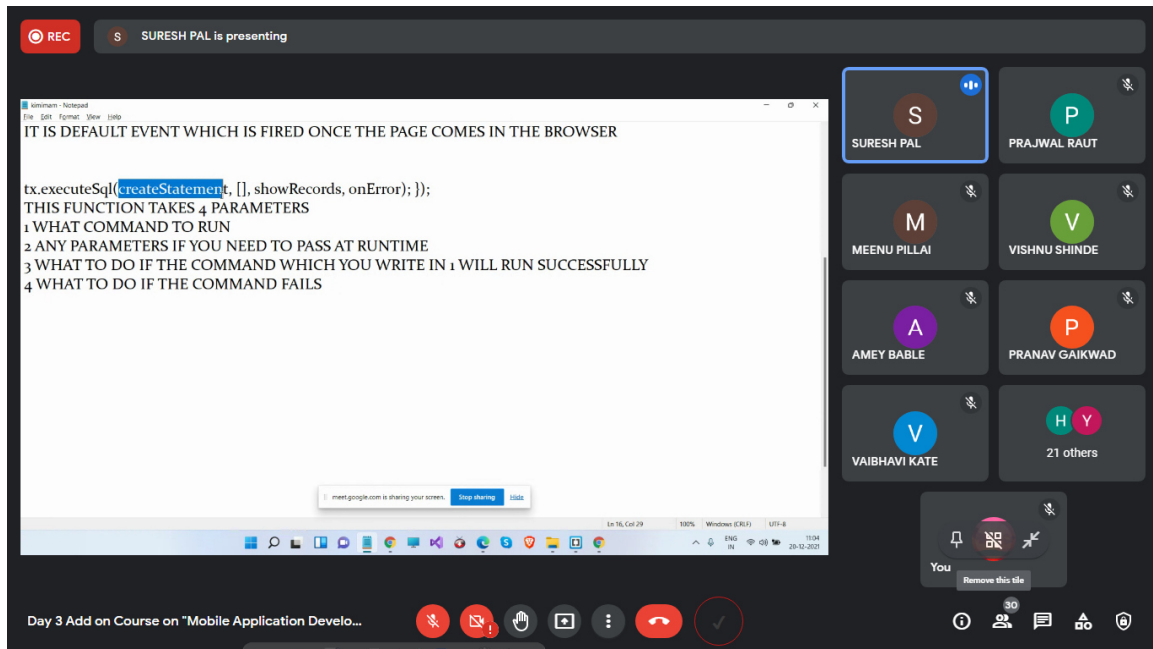 REC
S
SURESH PAL is presenting
kimimam - Notepad
File Edit Format View Help
IT IS DEFAULT EVENT WHICH IS FIRED ONCE THE PAGE COMES IN THE BROWSER
tx.executeSql(createStatement, [], showRecords, onError); });
THIS FUNCTION TAKES 4 PARAMETERS
1 WHAT COMMAND TO RUN
2 ANY PARAMETERS IF YOU NEED TO PASS AT RUNTIME
3 WHAT TO DO IF THE COMMAND WHICH YOU WRITE IN 1 WILL RUN SUCCESSFULLY
4 WHAT TO DO IF THE COMMAND FAILS
meet.google.com is sharing your screen. Stop sharing Hide
Ln 16, Col 29 100% Windows (CRLF) UTF-8
ENG
IN
11:04
20-12-2021
S
SURESH PAL
P
PRAJWAL RAUT
M
MEENU PILLAI
V
VISHNU SHINDE
A
AMEY BABLE
P
PRANAV GAIKWAD
V
VAIBHAVI KATE
H Y
21 others
You
Remove this tile
Day 3 Add on Course on "Mobile Application Develo...
30